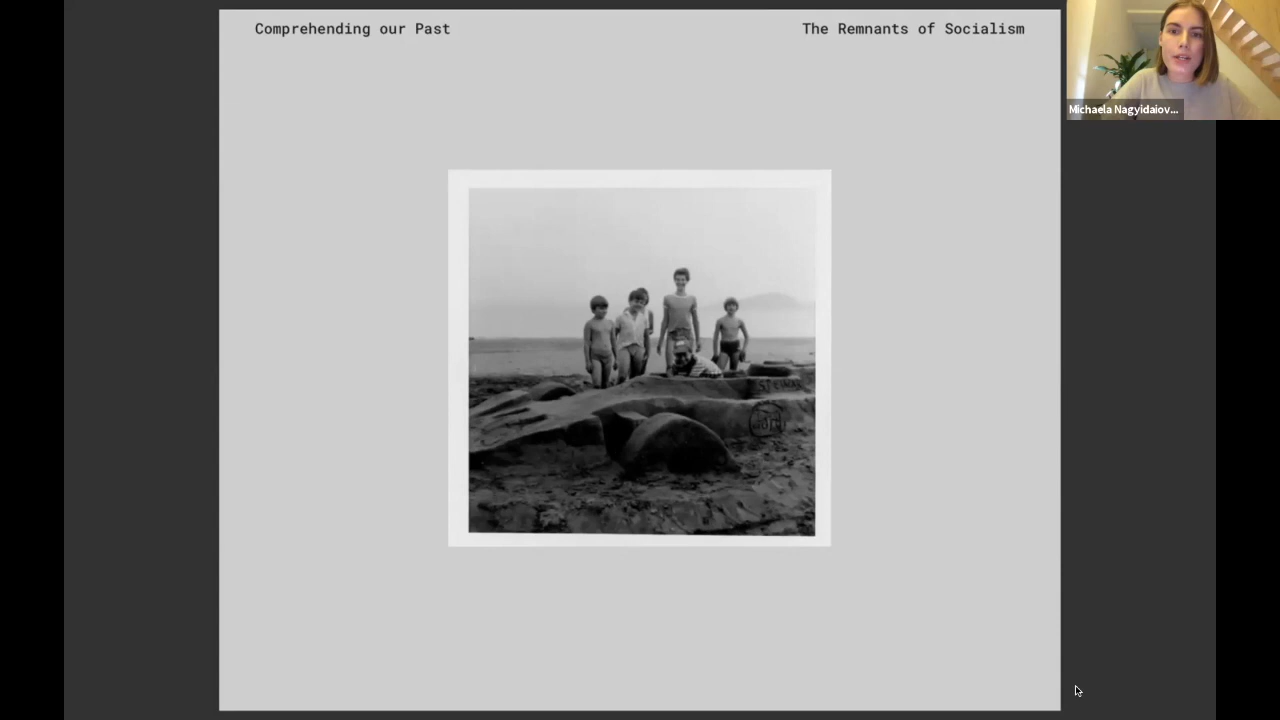 Comprehending our Past
The Remnants of Socialism
Michaela Nagyidaiov...